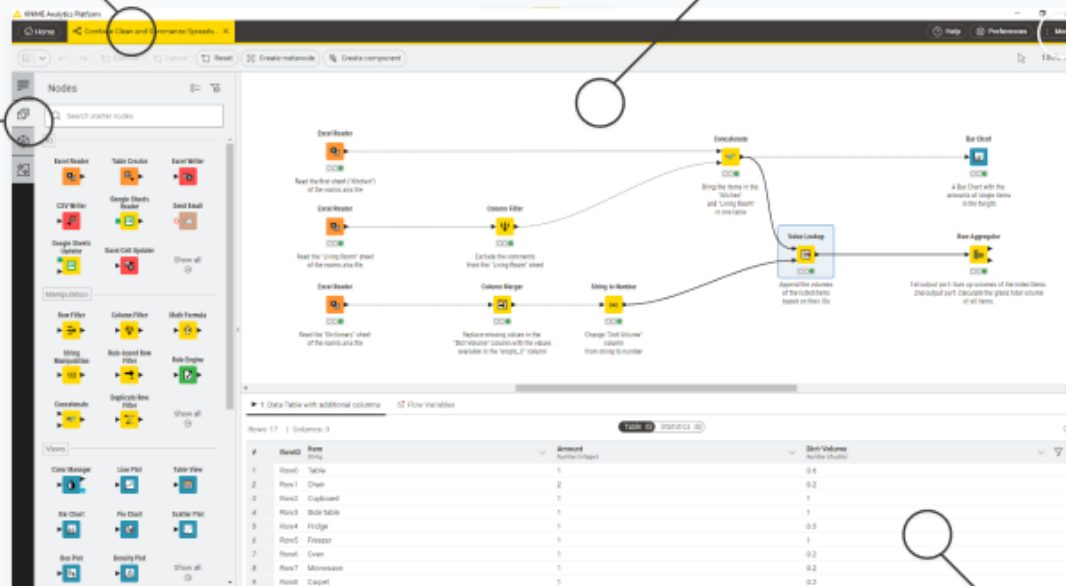 KNIME Analytics Platform
Home
Combine Clean and Summarize Spreads... X
Help
Preferences
Execute
Cancel
Reset
Create metanode
Create component
Nodes
Search starter nodes
Excel Reader
Table Creator
Excel Writer
CSV Writer
Google Sheets
Reader
Send Email
Google Sheets
Updater
Excel Cell Updater
Show all
Manipulation
Row Filter
Column Filter
Math Formula
String
Manipulation
Rule-based Row
Filter
Rule Engine
Concatenate
Duplicate Row
Filter
Show all
Views
Color Manager
Line Plot
Table View
Bar Chart
Pie Chart
Scatter Plot
Box Plot
Density Plot
Show all
Excel Reader
Read the first sheet ("Kitchen")
of the rooms.xlsx file
Excel Reader
Read the "Living Room" sheet
of the rooms.xlsx file
Column Filter
Exclude the comments
from the "Living Room" sheet
Excel Reader
Read the "Dictionary" sheet
of the rooms.xlsx file
Column Merger
Replace missing values in the
"Dict-Volume" column with the values
available in the "empty_C" column
String to Number
Change "Dict-Volume"
column
from string to number
Concatenate
Bring the items in the
"Kitchen"
and "Living Room"
in one table
Value Lookup
Append the volumes
of the listed items
based on their IDs
Bar Chart
A Bar Chart with the
amounts of single items
in the height
Row Aggregator
1st output port: Sum up volumes of the listed items.
2nd output port: Calculate the grand total volume
of all items.
1: Data Table with additional columns
Flow Variables
Rows: 17 | Columns: 3
Table
Statistics
# RowID Item Amount Dict-Volume
String Number (integer) Number (double)
1 Row0 Table 1 0.6
2 Row1 Chair 2 0.2
3 Row2 Cupboard 1 1
4 Row3 Side table 1 1
5 Row4 Fridge 1 0.5
6 Row5 Freezer 1 1
7 Row6 Oven 1 0.2
8 Row7 Microwave 1 0.2
9 Row8 Carpet 1 0.2